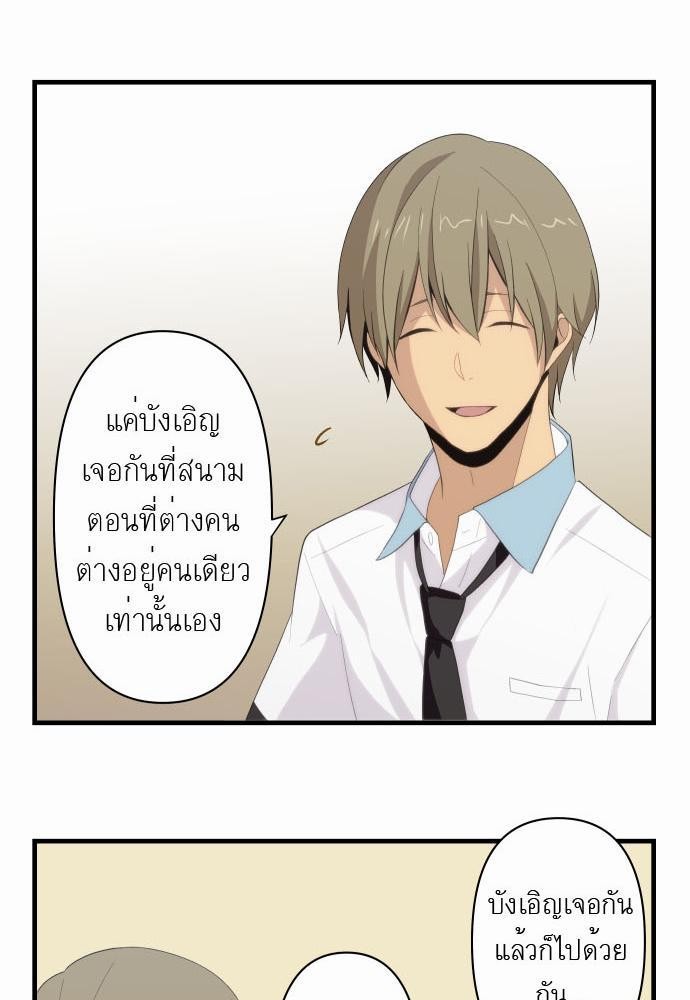 แค่บังเอิญ
เจอกันที่สนาม
ตอนที่ต่างคน
ต่างอยู่คนเดียว
เท่านั้นเอง
บังเอิญเจอกัน
แล้วก็ไปด้วย
กัน